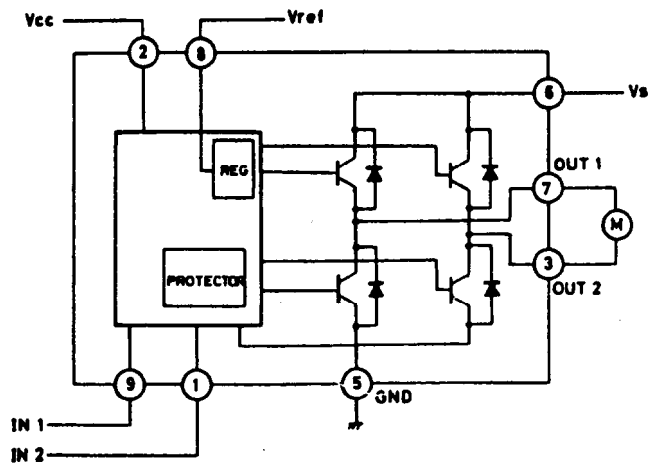 Vcc
Vref
2
8
6
Vs
REG
OUT 1
7
M
PROTECTOR
3
OUT 2
9
1
5
GND
IN 1
IN 2